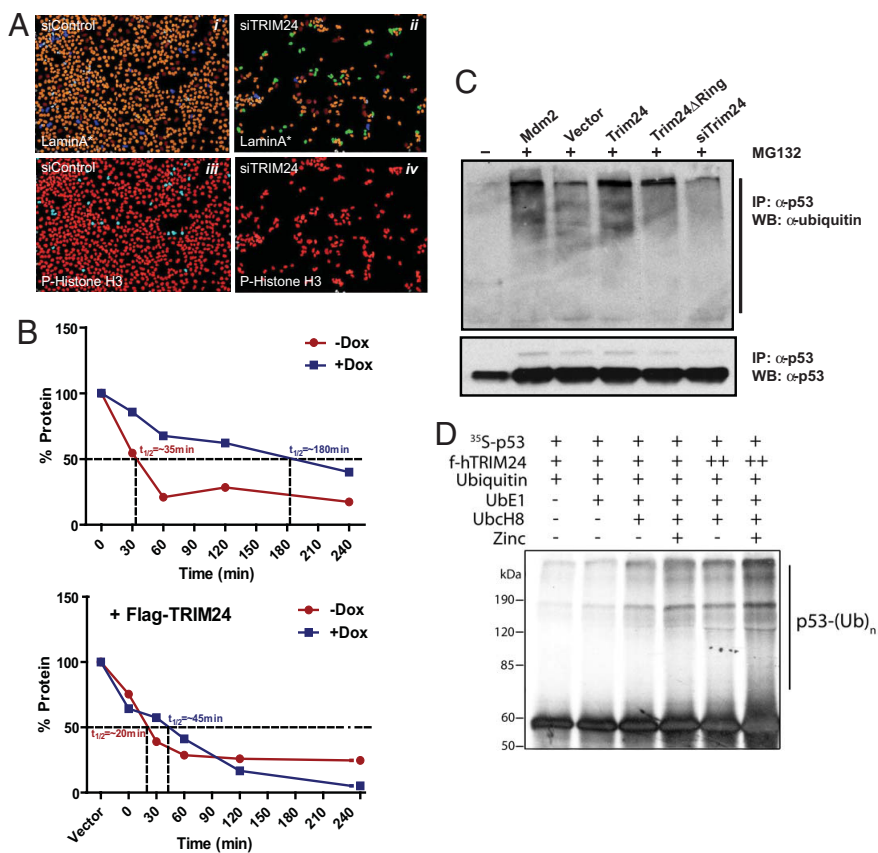 A
siControl i
LaminA*
siTRIM24 ii
LaminA*
siControl iii
P-Histone H3
siTRIM24 iv
P-Histone H3
B
% Protein
150
100
50
0
-Dox
+Dox
t1/2=~35min
t1/2=~180min
0 30 60 90 120 150 180 210 240
Time (min)
+ Flag-TRIM24
% Protein
150
100
50
0
-Dox
+Dox
t1/2=~20min
t1/2=~45min
Vector 0 30 60 90 120 150 180 210 240
Time (min)
C
Mdm2 Vector Trim24 Trim24ΔRing siTrim24
– + + + + + MG132
IP: α-p53
WB: α-ubiquitin
IP: α-p53
WB: α-p53
D
35S-p53 + + + + + +
f-hTRIM24 + + + + ++ ++
Ubiquitin + + + + + +
UbE1 - + + + + +
UbcH8 - - + + + +
Zinc - - - + - +
kDa
190
120
85
60
50
p53-(Ub)n